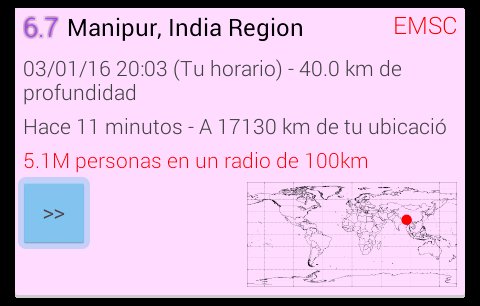 6.7 Manipur, India Region EMSC
03/01/16 20:03 (Tu horario) - 40.0 km de
profundidad
Hace 11 minutos - A 17130 km de tu ubicació
5.1M personas en un radio de 100km
>>